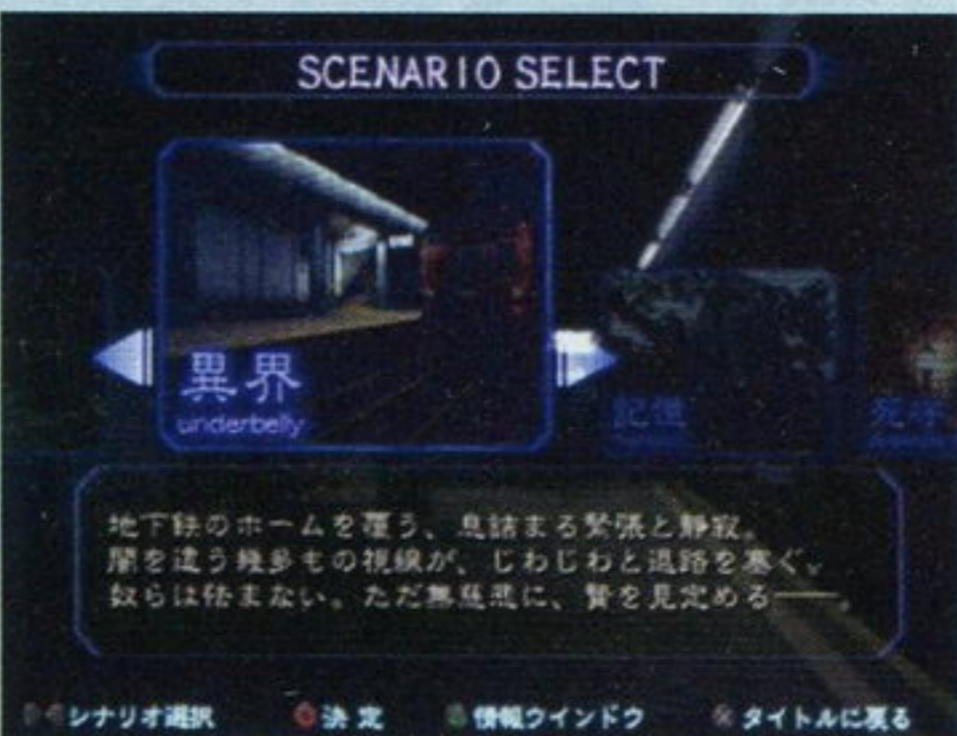 SCENARIO SELECT
異界
underbelly
記憶
地下鉄のホームを覆う、息詰まる緊張と静寂。
闇を這う幾多もの視線が、じわじわと退路を塞ぐ。
奴らは怯まない。ただ無慈悲に、贄を見定める――。
シナリオ選択 決定 情報ウインドウ タイトルに戻る